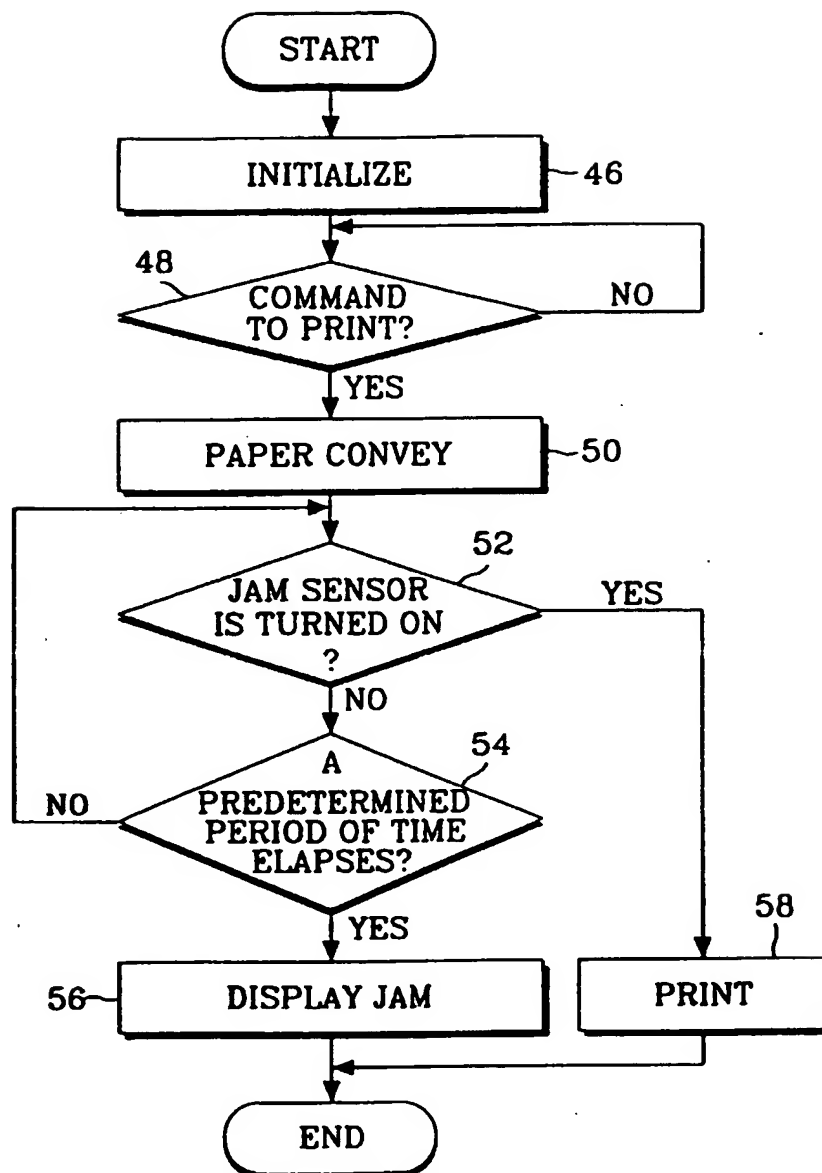 START
INITIALIZE
46
48
COMMAND
TO PRINT?
NO
YES
PAPER CONVEY
50
52
JAM SENSOR
IS TURNED ON
?
YES
NO
54
A
PREDETERMINED
PERIOD OF TIME
ELAPSES?
NO
YES
58
56
DISPLAY JAM
PRINT
END